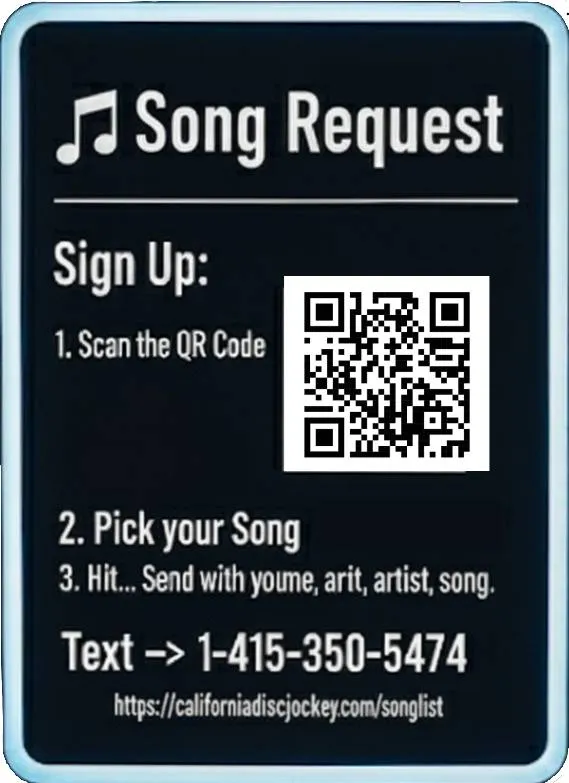 Song Request
Sign Up:
1. Scan the QR Code
2. Pick your Song
3. Hit... Send with youme, arit, artist, song.
Text -> 1-415-350-5474
https://californiadiscjockey.com/songlist